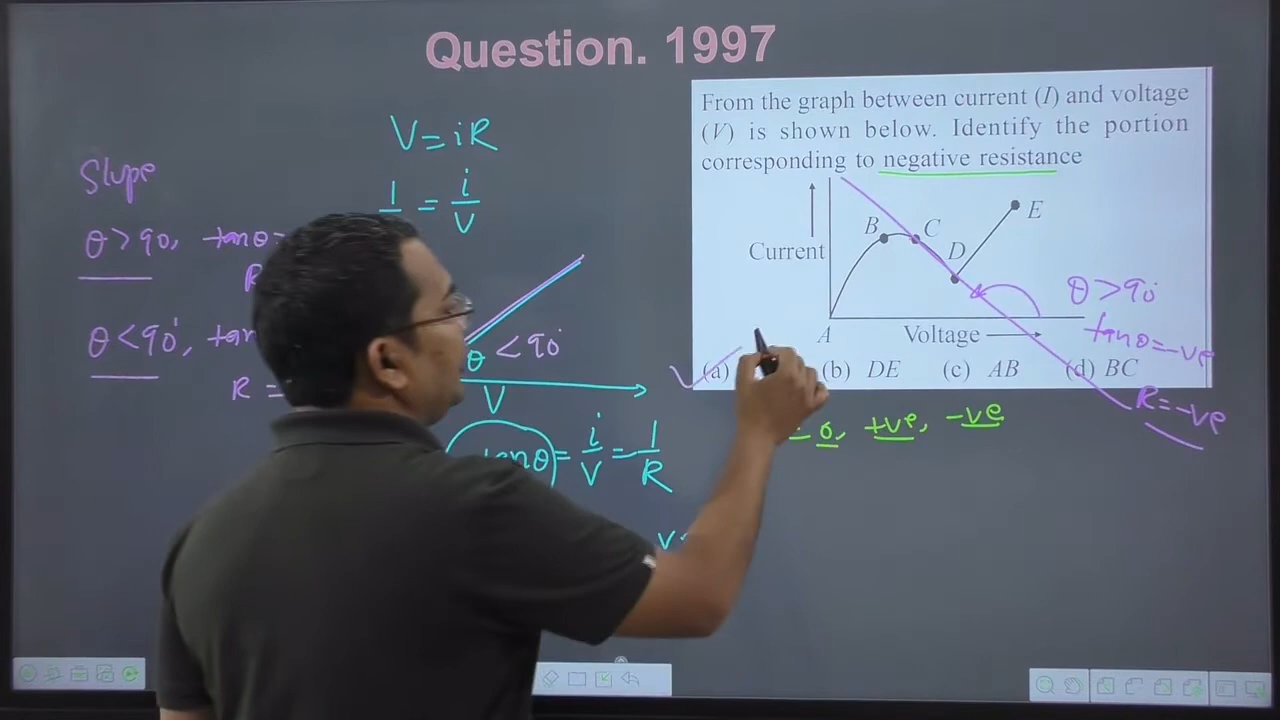 Question. 1997
From the graph between current (I) and voltage
(V) is shown below. Identify the portion
corresponding to negative resistance
Current
B
C
D
E
A
Voltage
(a)
(b) DE
(c) AB
(d) BC
Slope
θ > 90, tanθ =
R
θ < 90°, tan
R =
V = iR
1 = i/V
θ < 90°
V
tanθ = i/V = 1/R
V
θ > 90°
tanθ = -ve
R = -ve
= 0, +ve, -ve